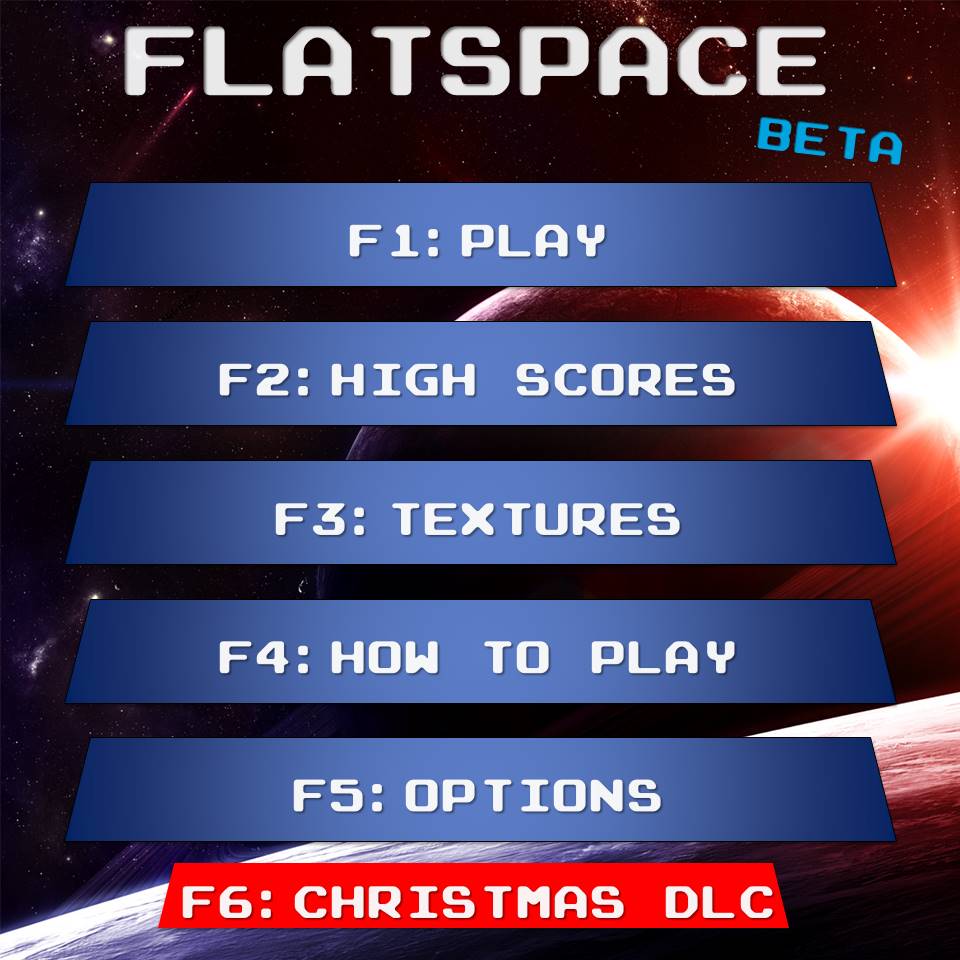 FLATSPACE
BETA
F1: PLAY
F2: HIGH SCORES
F3: TEXTURES
F4: HOW TO PLAY
F5: OPTIONS
F6: CHRISTMAS DLC